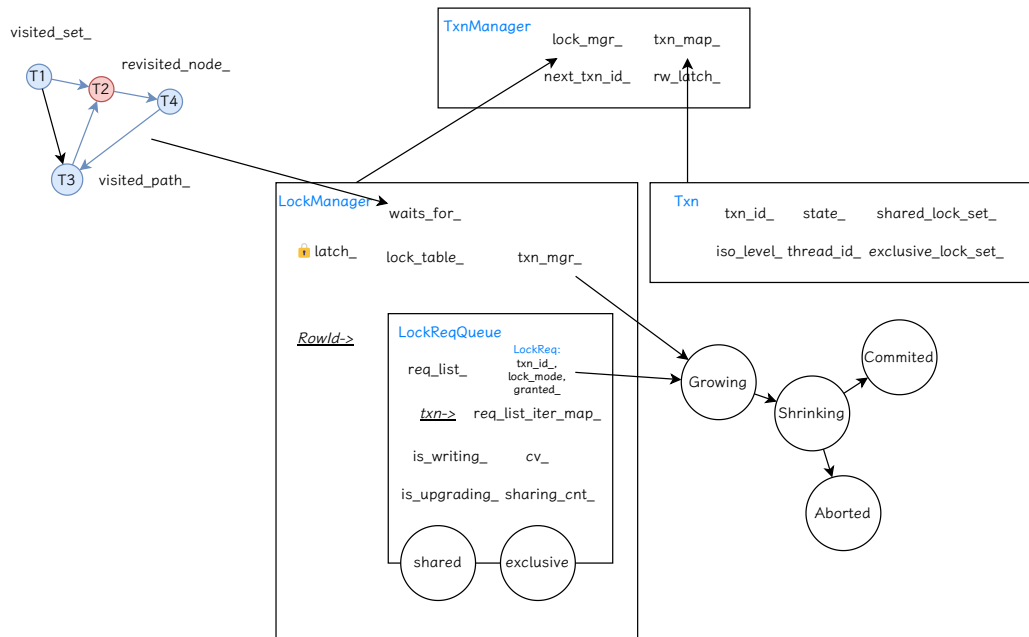 visited_set_
T1
T2
revisited_node_
T4
T3
visited_path_
TxnManager
lock_mgr_ txn_map_
next_txn_id_ rw_latch_
LockManager
waits_for_
latch_ lock_table_ txn_mgr_
RowId->
LockReqQueue
req_list_
LockReq:
txn_id_,
lock_mode,
granted_
txn-> req_list_iter_map_
is_writing_ cv_
is_upgrading_ sharing_cnt_
shared exclusive
Txn
txn_id_ state_ shared_lock_set_
iso_level_ thread_id_ exclusive_lock_set_
Growing
Shrinking
Commited
Aborted